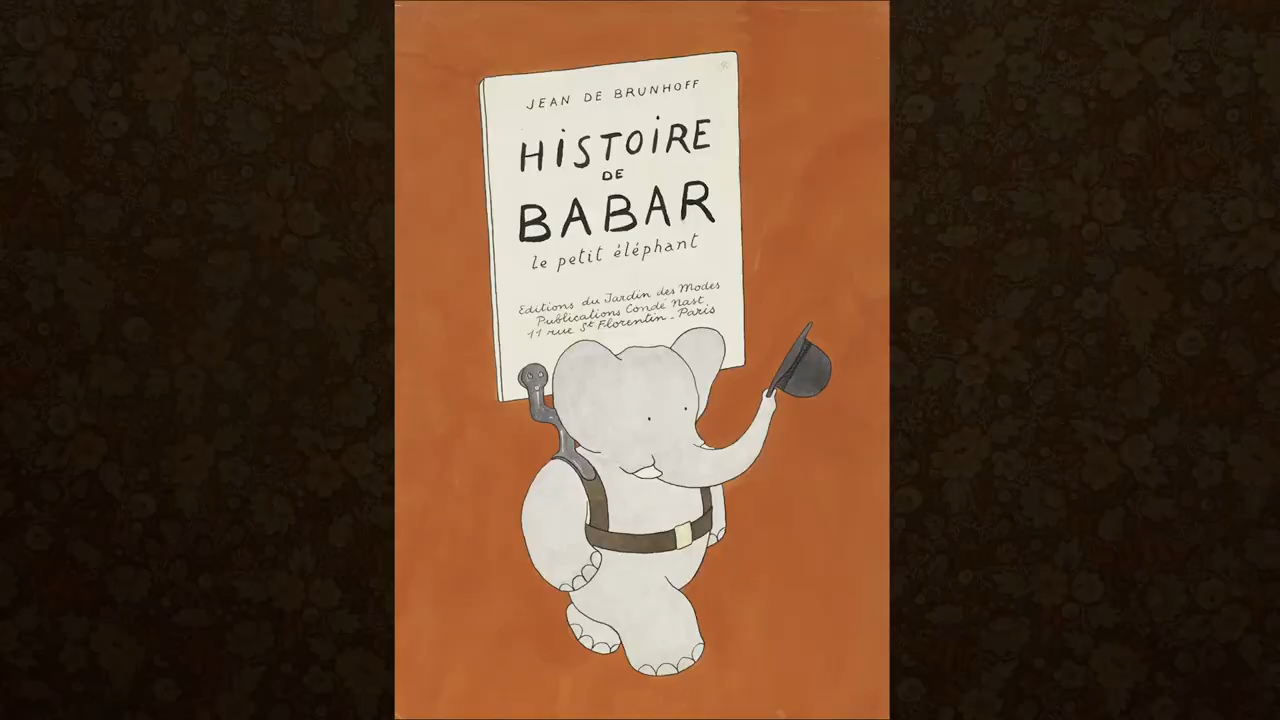 JEAN DE BRUNHOFF
HiSTOiRE
DE
BABAR
le petit éléphant
Editions du Jardin des Modes
Publications Condé Nast
11 rue St Florentin - Paris